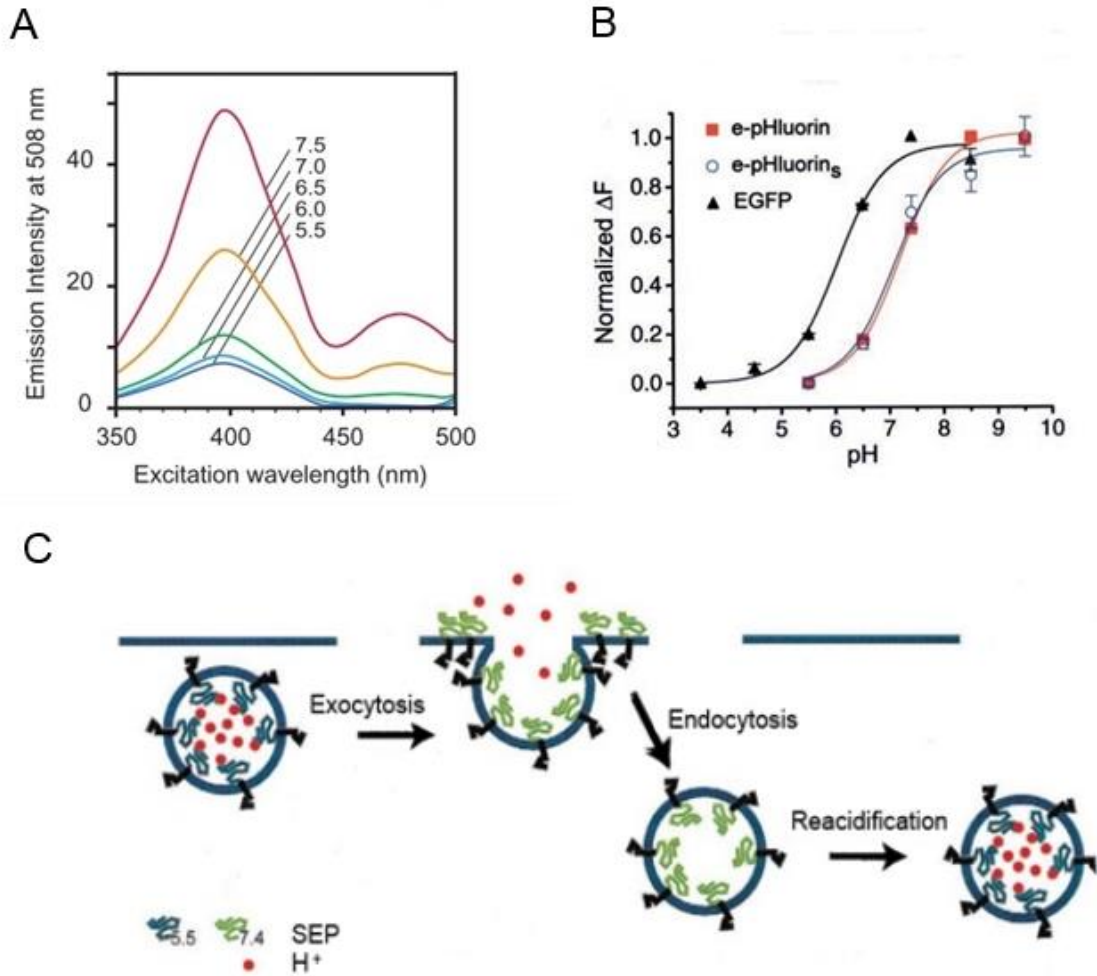 A
Emission Intensity at 508 nm
40
20
0
7.5
7.0
6.5
6.0
5.5
350 400 450 500
Excitation wavelength (nm)
B
Normalized ΔF
1.0
0.8
0.6
0.4
0.2
0.0
e-pHluorin
e-pHluorins
EGFP
3 4 5 6 7 8 9 10
pH
C
Exocytosis
Endocytosis
Reacidification
5.5 7.4 SEP
H+